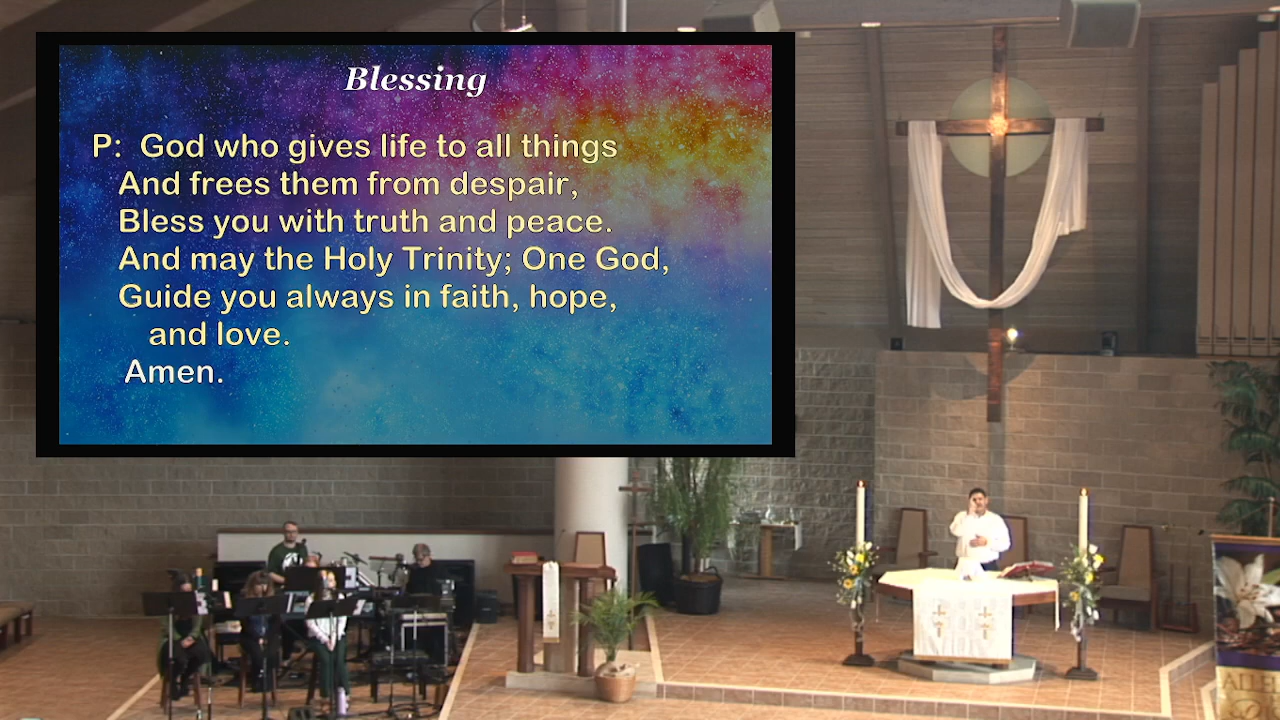 Blessing
P: God who gives life to all things
And frees them from despair,
Bless you with truth and peace.
And may the Holy Trinity; One God,
Guide you always in faith, hope,
and love.
Amen.